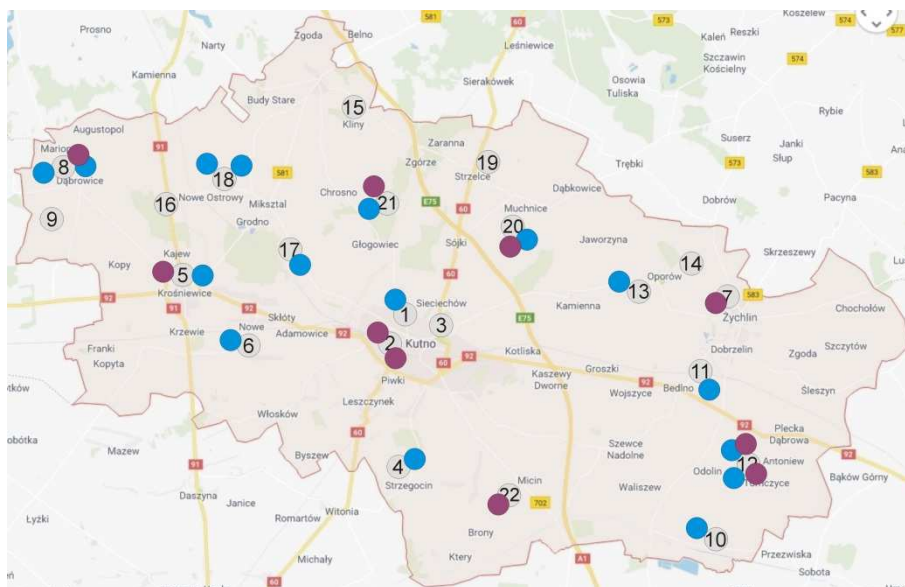 Prosno
Zgoda
Belno
581
60
573
Koszelew
Kaleń
Reszki
574
577
Narty
Leśniewice
Szczawin
Kościelny
574
Kamienna
Sierakówek
Osowia
Tuliska
Budy Stare
15
Kliny
Rybie
Augustopol
91
Zaranna
Suserz
Janki
Słup
8
Dąbrowice
18
581
Zgórze
19
Strzelce
Trębki
573
583
Chrosno
Dąbkowice
Nowe Ostrowy
16
Miksztal
21
E75
60
Muchnice
Dobrów
Pacyna
9
Grodno
20
17
Głogowiec
Sójki
Jaworzyna
Skrzeszewy
Kopy
Kajew
5
Oporów
14
Krośniewice
13
7
583
92
92
Sieciechów
Kamienna
Żychlin
Chochołów
1
3
E75
Skłóty
Krzewie
Nowe
Adamowice
92
2
Kutno
Dobrzelin
Szczytów
Franki
6
92
Kotliska
Zgoda
Kopyta
60
Groszki
11
Piwki
Kaszewy
Dworne
92
Bedlno
Śleszyn
Leszczynek
Wojszyce
Włosków
92
Plecka
Dąbrowa
60
Szewce
Nadolne
Mazew
Byszew
92
91
4
Odolin
12
Antoniew
Bąków Górny
Strzegocin
Micin
Waliszew
Daszyna
Janice
22
702
Łyżki
Romartów
Witonia
Brony
10
Przezwiska
Michały
Ktery
A1
Sobota
60